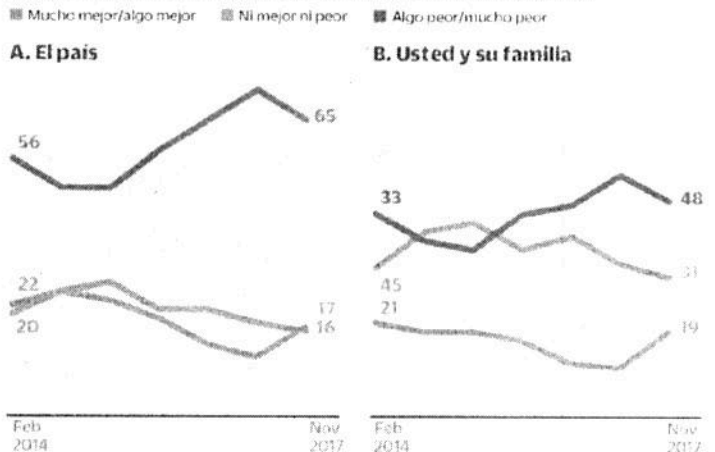 Mucho mejor/algo mejor Ni mejor ni peor Algo peor/mucho peor
A. El país
B. Usted y su familia
56
65
22
20
17
16
Feb
2014
Nov
2017
33
48
45
33
21
19
Feb
2014
Nov
2017